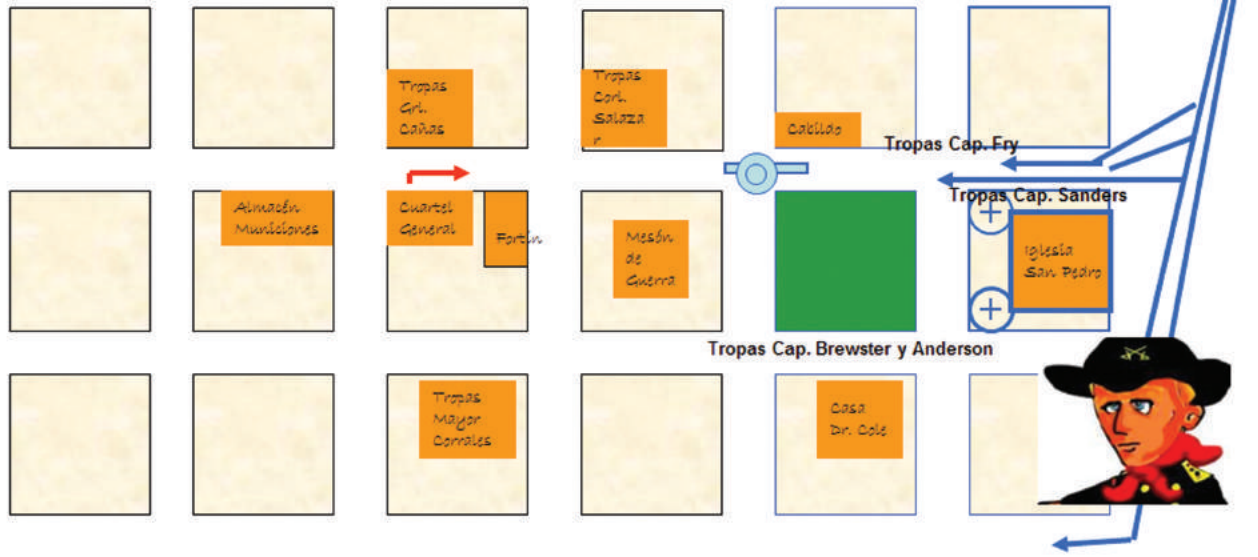 Tropas
Grl.
Cañas
Tropas
Corl.
Salaza
r
Cabildo
Tropas Cap. Fry
Almacén
Municiones
Cuartel
General
Fortín
Mesón
de
Guerra
Tropas Cap. Sanders
Iglesia
San Pedro
Tropas Cap. Brewster y Anderson
Tropas
Mayor
Corrales
Casa
Dr. Cole